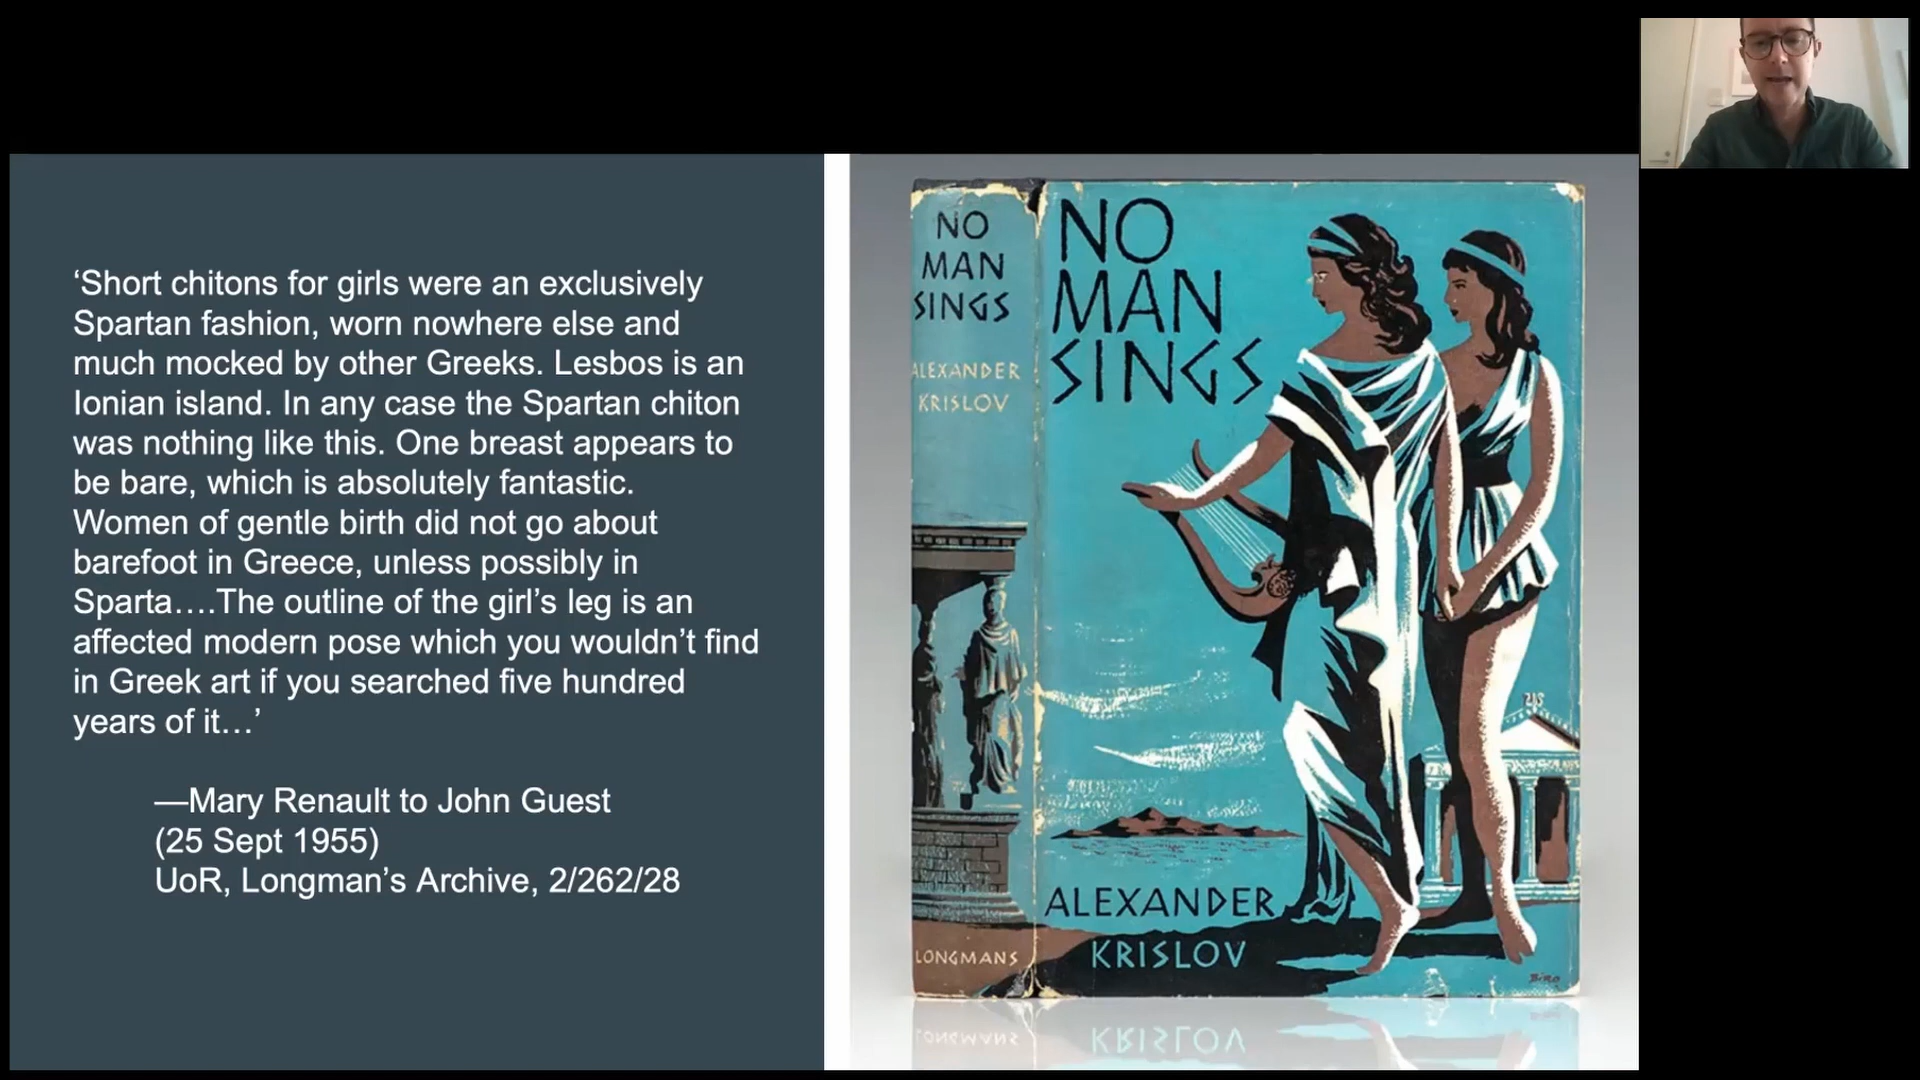 ‘Short chitons for girls were an exclusively
Spartan fashion, worn nowhere else and
much mocked by other Greeks. Lesbos is an
Ionian island. In any case the Spartan chiton
was nothing like this. One breast appears to
be bare, which is absolutely fantastic.
Women of gentle birth did not go about
barefoot in Greece, unless possibly in
Sparta….The outline of the girl’s leg is an
affected modern pose which you wouldn’t find
in Greek art if you searched five hundred
years of it…’
—Mary Renault to John Guest
(25 Sept 1955)
UoR, Longman’s Archive, 2/262/28
NO
MAN
SINGS
ALEXANDER
KRISLOV
LONGMANS
NO
MAN
SINGS
ALEXANDER
KRISLOV
BIRO
LONGMANS
KRISLOV